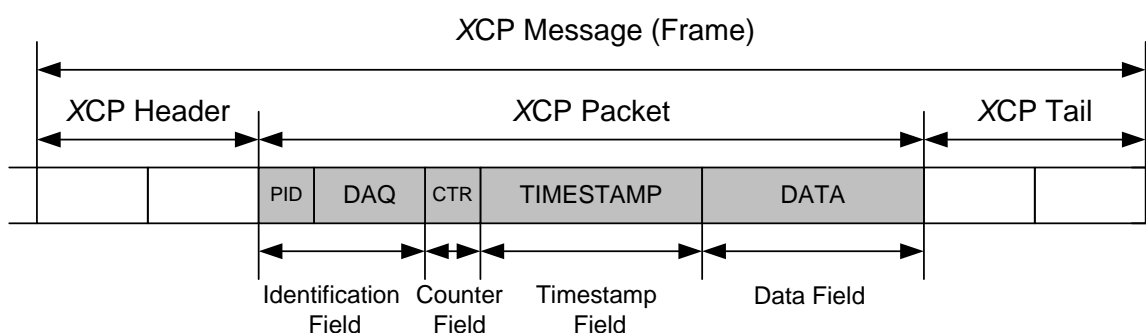 XCP Message (Frame)
XCP Header
XCP Packet
XCP Tail
PID
DAQ
CTR
TIMESTAMP
DATA
Identification
Field
Counter
Field
Timestamp
Field
Data Field